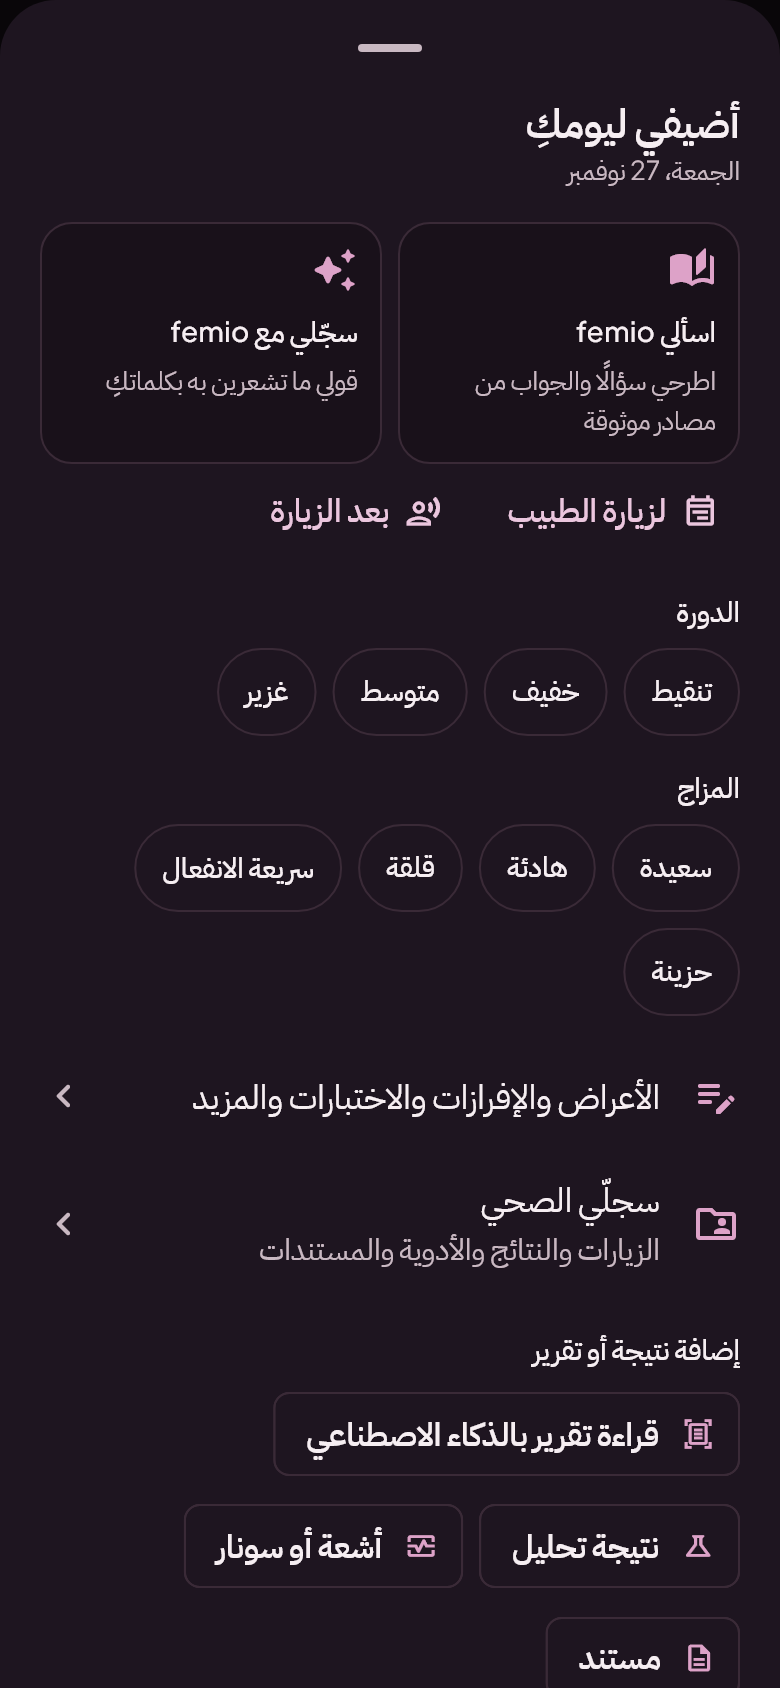 أضيفي ليومكِ
الجمعة، 27 نوفمبر
اسألي femio
اطرحي سؤالًا والجواب من
مصادر موثوقة
سجّلي مع femio
قولي ما تشعرين به بكلماتكِ
لزيارة الطبيب
بعد الزيارة
الدورة
تنقيط
خفيف
متوسط
غزير
المزاج
سعيدة
هادئة
قلقة
سريعة الانفعال
حزينة
الأعراض والإفرازات والاختبارات والمزيد
سجلّي الصحي
الزيارات والنتائج والأدوية والمستندات
إضافة نتيجة أو تقرير
قراءة تقرير بالذكاء الاصطناعي
نتيجة تحليل
أشعة أو سونار
مستند